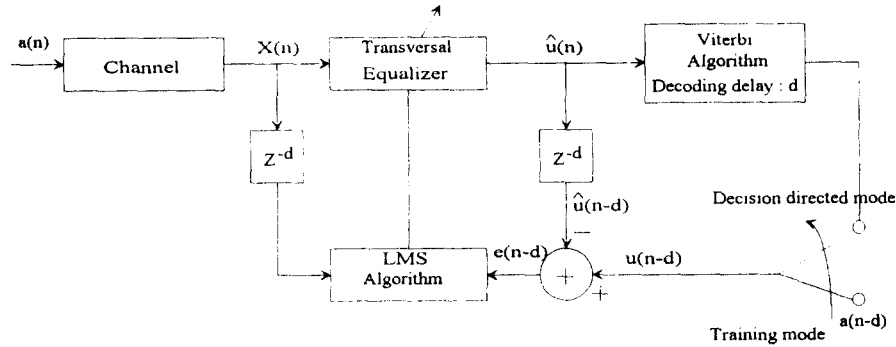 a(n)
Channel
X(n)
Transversal
Equalizer
û(n)
Viterbi
Algorithm
Decoding delay : d
Z⁻ᵈ
Z⁻ᵈ
û(n-d)
Decision directed mode
−
LMS
Algorithm
e(n-d)
+
+
u(n-d)
a(n-d)
Training mode